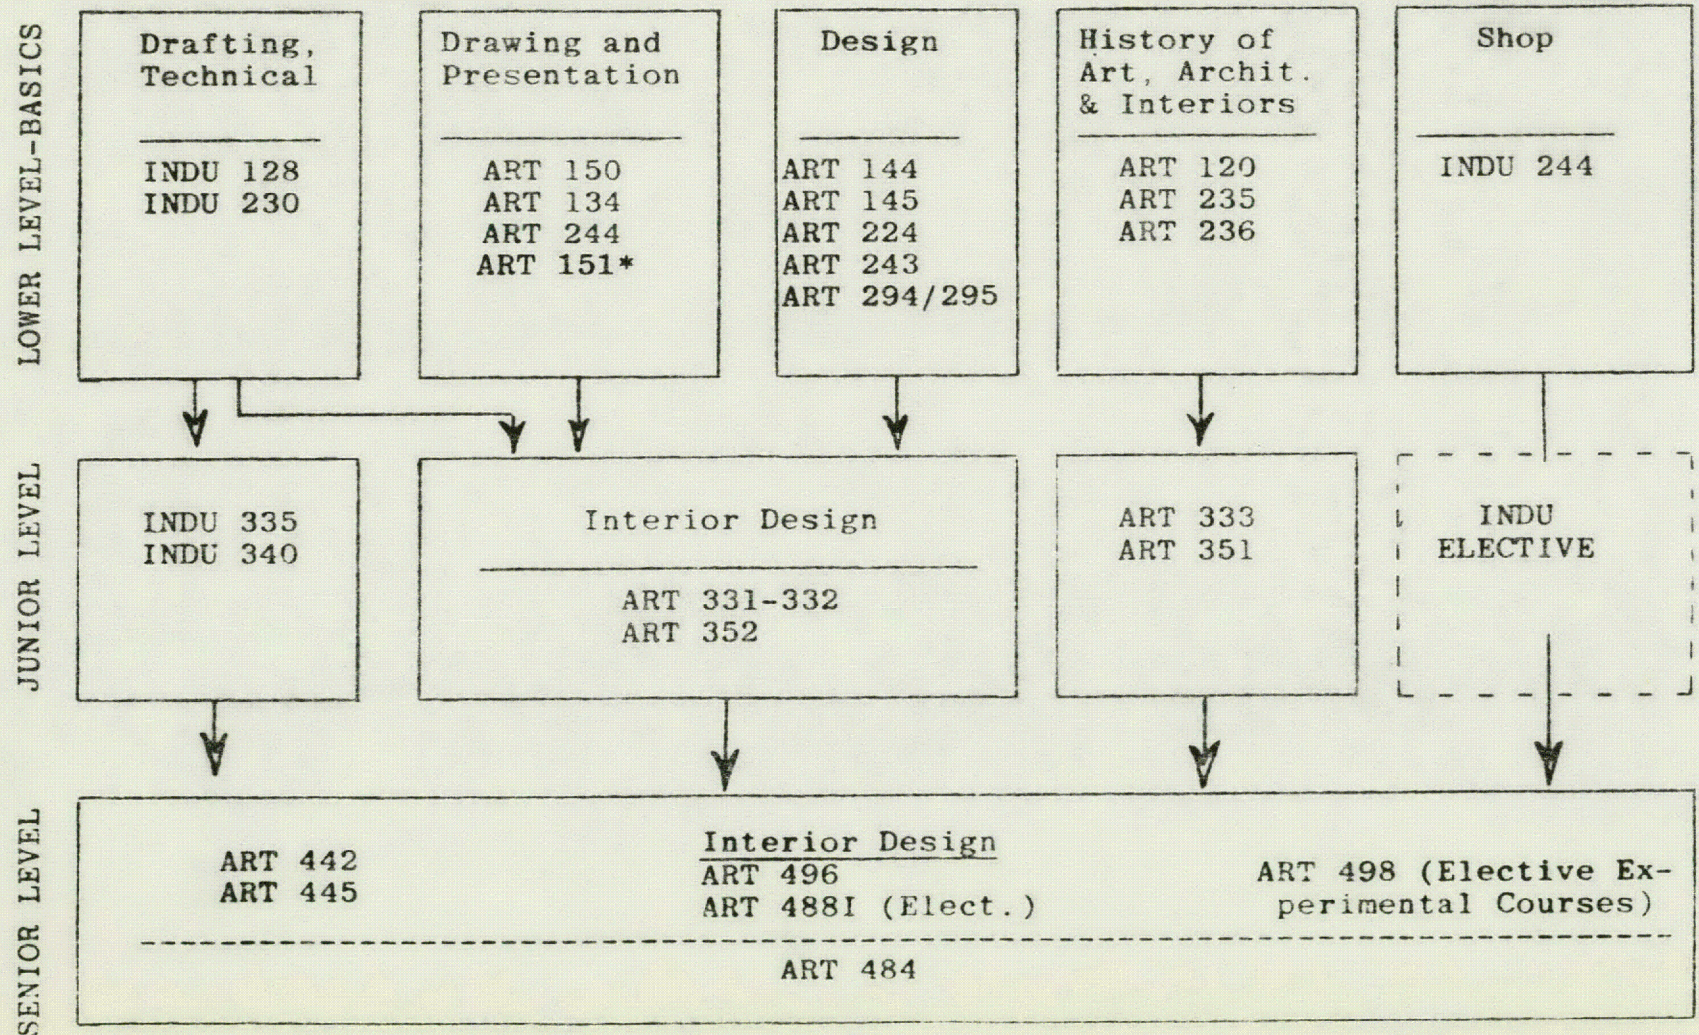 LOWER LEVEL-BASICS
Drafting,
Technical
INDU 128
INDU 230
Drawing and
Presentation
ART 150
ART 134
ART 244
ART 151*
Design
ART 144
ART 145
ART 224
ART 243
ART 294/295
History of
Art, Archit.
& Interiors
ART 120
ART 235
ART 236
Shop
INDU 244
JUNIOR LEVEL
INDU 335
INDU 340
Interior Design
ART 331-332
ART 352
ART 333
ART 351
INDU
ELECTIVE
SENIOR LEVEL
ART 442
ART 445
Interior Design
ART 496
ART 488I (Elect.)
ART 498 (Elective Ex-
perimental Courses)
ART 484